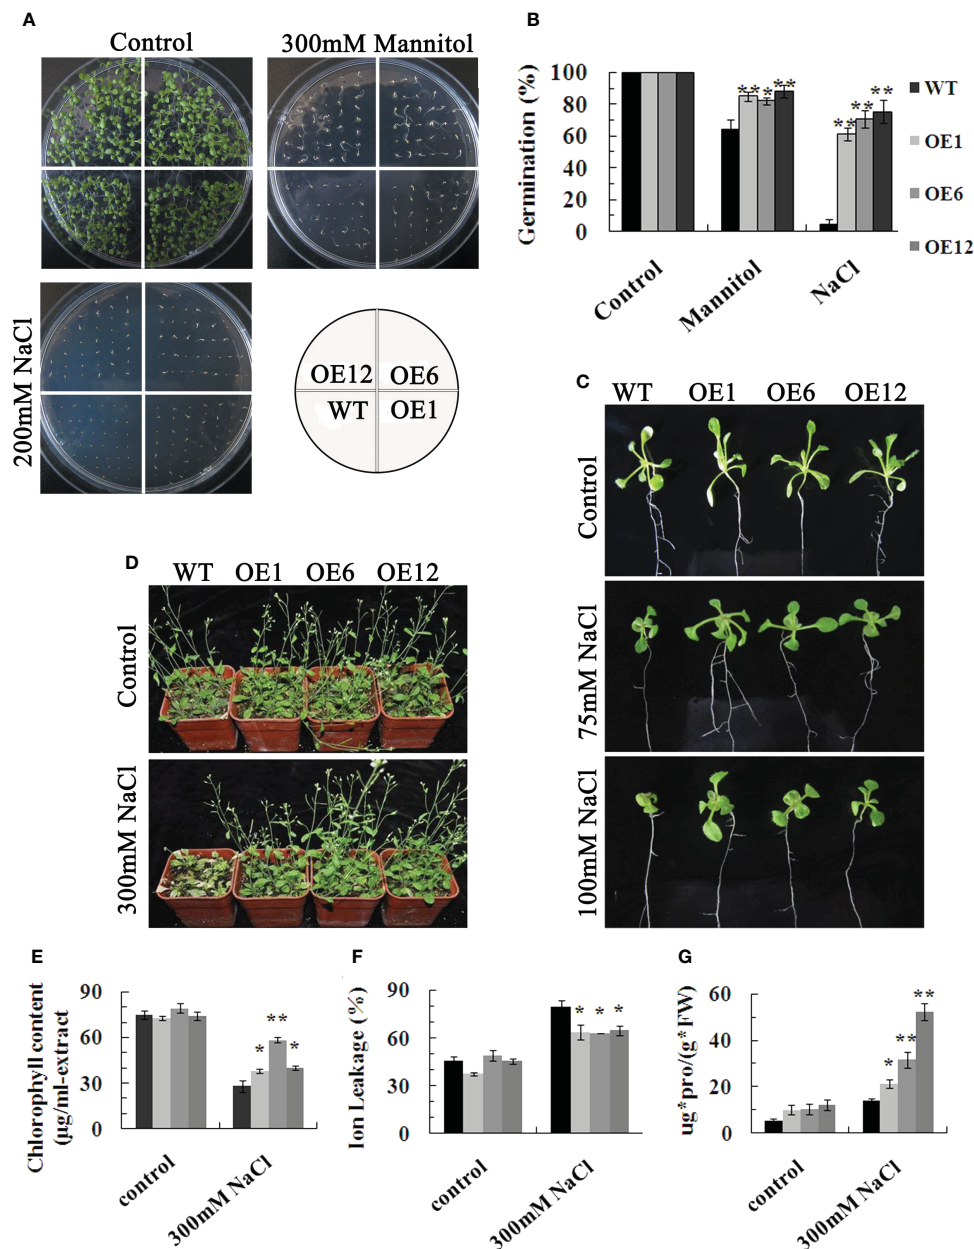 A
Control
300mM Mannitol
200mM NaCl
OE12 OE6
WT OE1
B
Germination (%)
100
80
60
40
20
0
** * **
** ** **
Control
Mannitol
NaCl
WT
OE1
OE6
OE12
C
WT OE1 OE6 OE12
Control
75mM NaCl
100mM NaCl
D
WT OE1 OE6 OE12
Control
300mM NaCl
E
Chlorophyll content
(µg/ml-extract
90
60
30
0
* ** *
control
300mM NaCl
F
Ion Leakage (%)
90
60
30
0
* * *
control
300mM NaCl
G
ug*pro/(g*FW)
60
40
20
0
* ** **
control
300mM NaCl